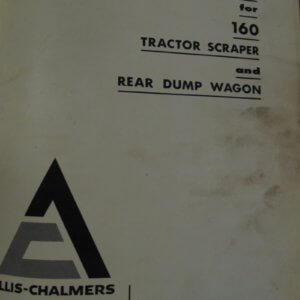 for
160
TRACTOR SCRAPER
and
REAR DUMP WAGON
LLIS-CHALMERS